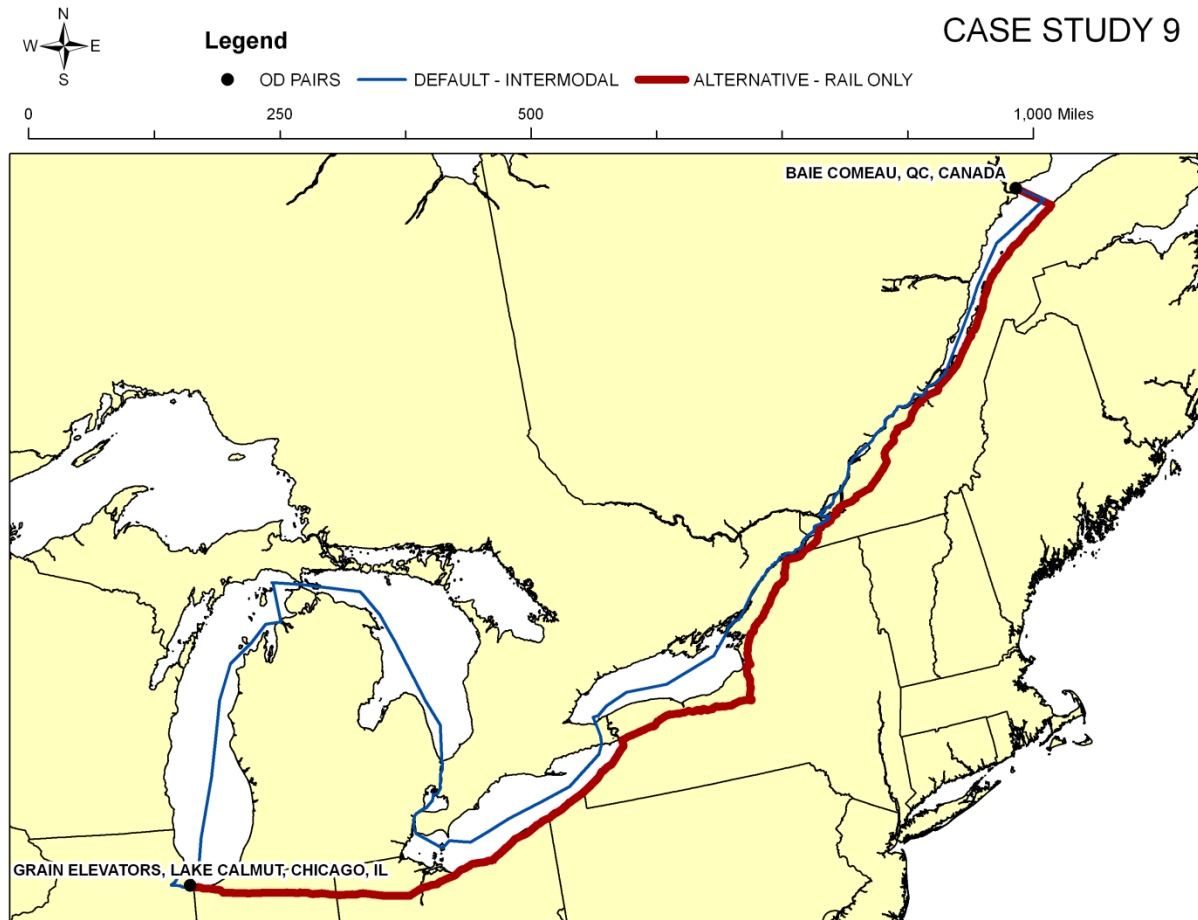 CASE STUDY 9
N
W E
S
Legend
OD PAIRS DEFAULT - INTERMODAL ALTERNATIVE - RAIL ONLY
0 250 500 1,000 Miles
BAIE COMEAU, QC, CANADA
GRAIN ELEVATORS, LAKE CALMUT, CHICAGO, IL